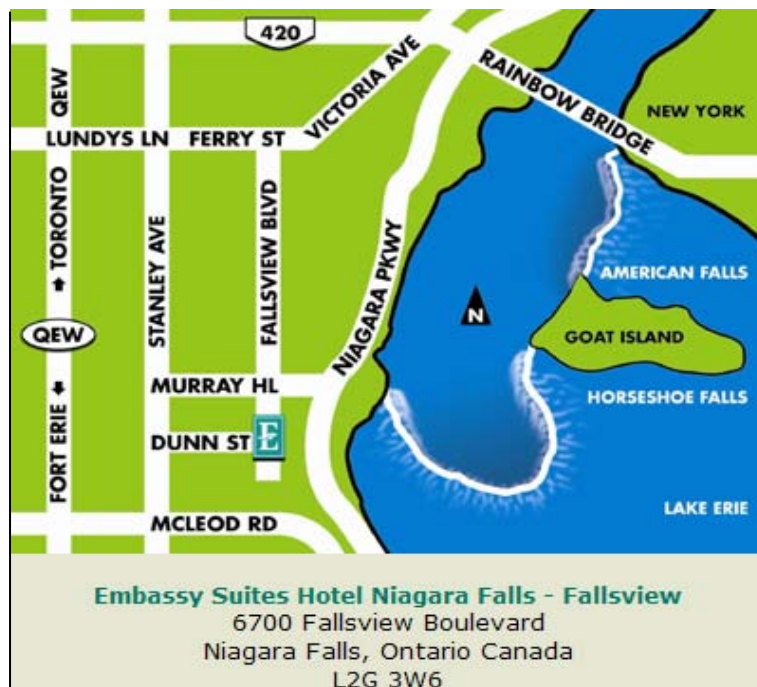 420
QEW
VICTORIA AVE
RAINBOW BRIDGE
NEW YORK
LUNDYS LN
FERRY ST
TORONTO
STANLEY AVE
FALLSVIEW BLVD
NIAGARA PKWY
AMERICAN FALLS
N
QEW
GOAT ISLAND
MURRAY HL
HORSESHOE FALLS
DUNN ST
E
FORT ERIE
LAKE ERIE
MCLEOD RD
Embassy Suites Hotel Niagara Falls - Fallsview
6700 Fallsview Boulevard
Niagara Falls, Ontario Canada
L2G 3W6